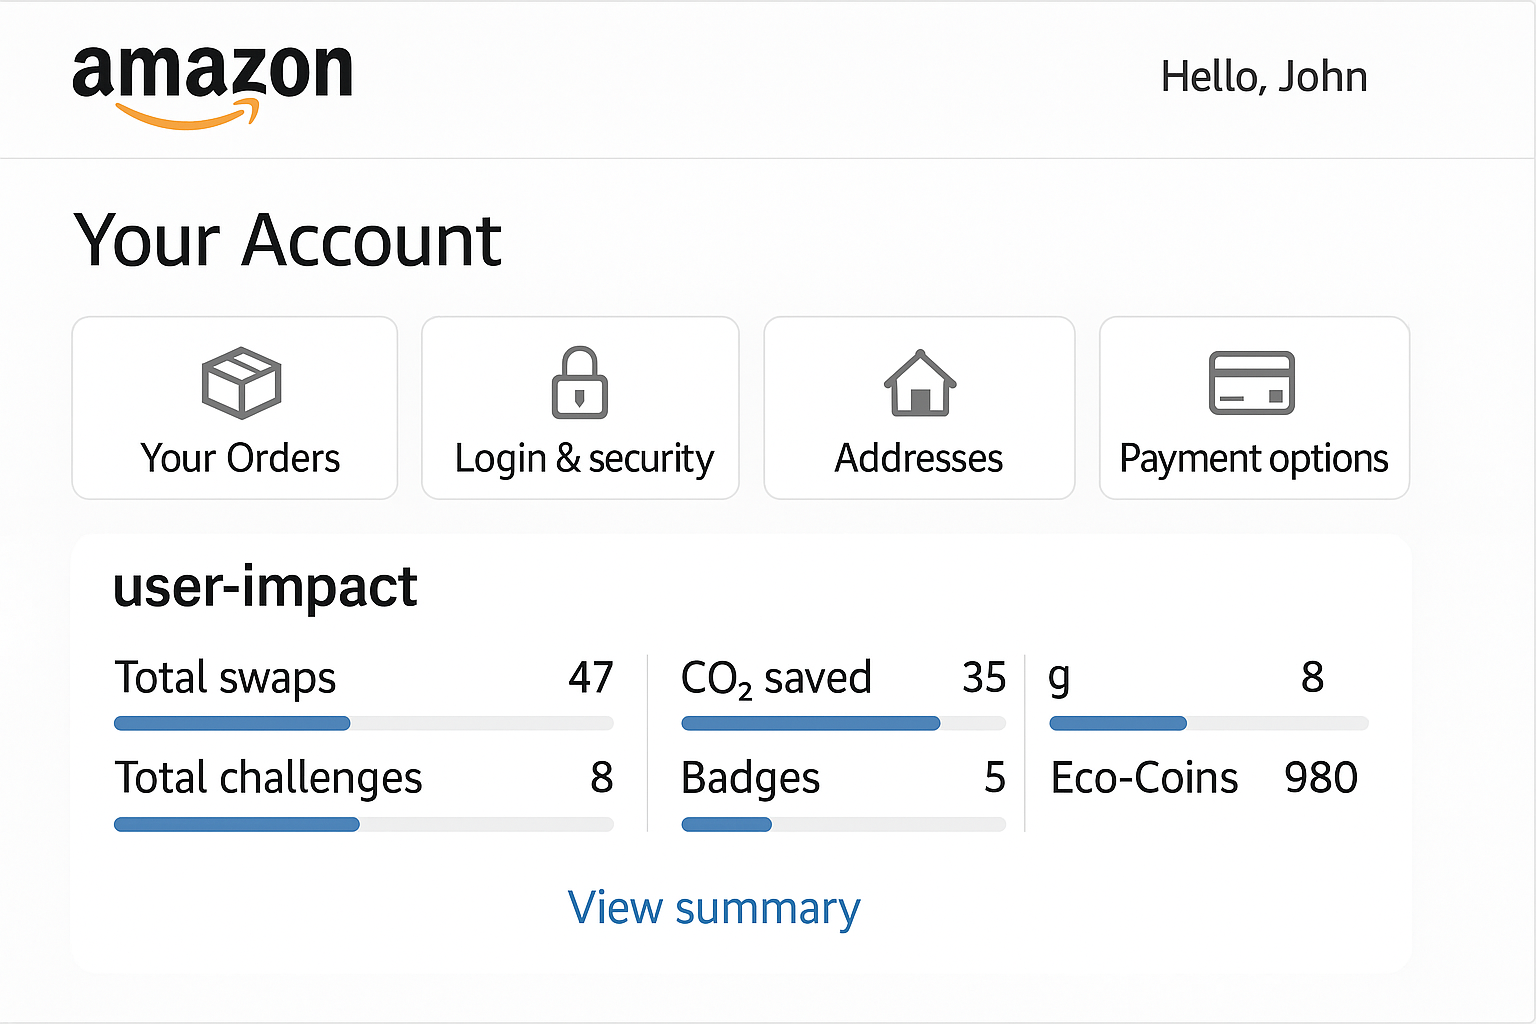 amazon
Hello, John
Your Account
Your Orders
Login & security
Addresses
Payment options
user-impact
Total swaps 47
CO₂ saved 35
g 8
Total challenges 8
Badges 5
Eco-Coins 980
View summary